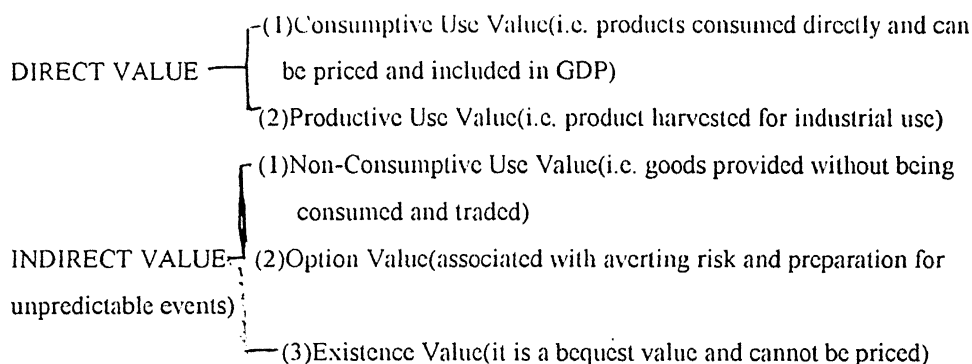 (1)Consumptive Use Value(i.e. products consumed directly and can
DIRECT VALUE be priced and included in GDP)
(2)Productive Use Value(i.e. product harvested for industrial use)
(1)Non-Consumptive Use Value(i.e. goods provided without being
consumed and traded)
INDIRECT VALUE (2)Option Value(associated with averting risk and preparation for
unpredictable events)
(3)Existence Value(it is a bequest value and cannot be priced)